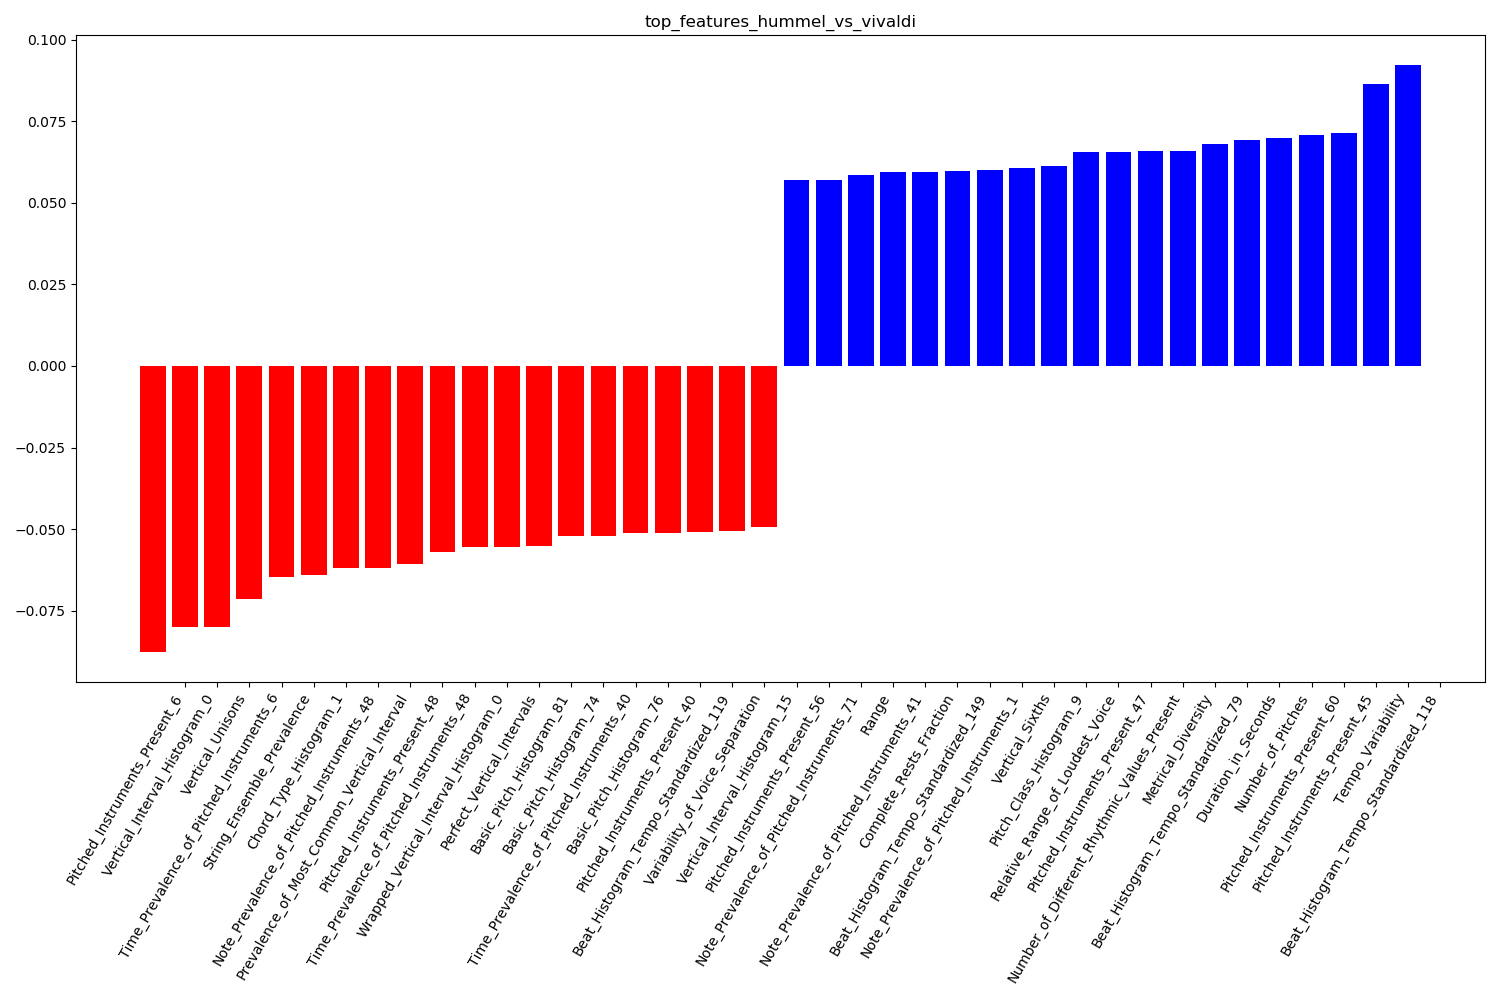 top_features_hummel_vs_vivaldi
0.100
0.075
0.050
0.025
0.000
−0.025
−0.050
−0.075
Pitched_Instruments_Present_6
Vertical_Interval_Histogram_0
Vertical_Unisons
Time_Prevalence_of_Pitched_Instruments_6
String_Ensemble_Prevalence
Chord_Type_Histogram_1
Note_Prevalence_of_Pitched_Instruments_48
Prevalence_of_Most_Common_Vertical_Interval
Pitched_Instruments_Present_48
Time_Prevalence_of_Pitched_Instruments_48
Wrapped_Vertical_Interval_Histogram_0
Perfect_Vertical_Intervals
Basic_Pitch_Histogram_81
Basic_Pitch_Histogram_74
Time_Prevalence_of_Pitched_Instruments_40
Basic_Pitch_Histogram_76
Pitched_Instruments_Present_40
Beat_Histogram_Tempo_Standardized_119
Variability_of_Voice_Separation
Vertical_Interval_Histogram_15
Pitched_Instruments_Present_56
Note_Prevalence_of_Pitched_Instruments_71
Range
Note_Prevalence_of_Pitched_Instruments_41
Complete_Rests_Fraction
Beat_Histogram_Tempo_Standardized_149
Note_Prevalence_of_Pitched_Instruments_1
Vertical_Sixths
Pitch_Class_Histogram_9
Relative_Range_of_Loudest_Voice
Pitched_Instruments_Present_47
Number_of_Different_Rhythmic_Values_Present
Metrical_Diversity
Beat_Histogram_Tempo_Standardized_79
Duration_in_Seconds
Number_of_Pitches
Pitched_Instruments_Present_60
Pitched_Instruments_Present_45
Tempo_Variability
Beat_Histogram_Tempo_Standardized_118